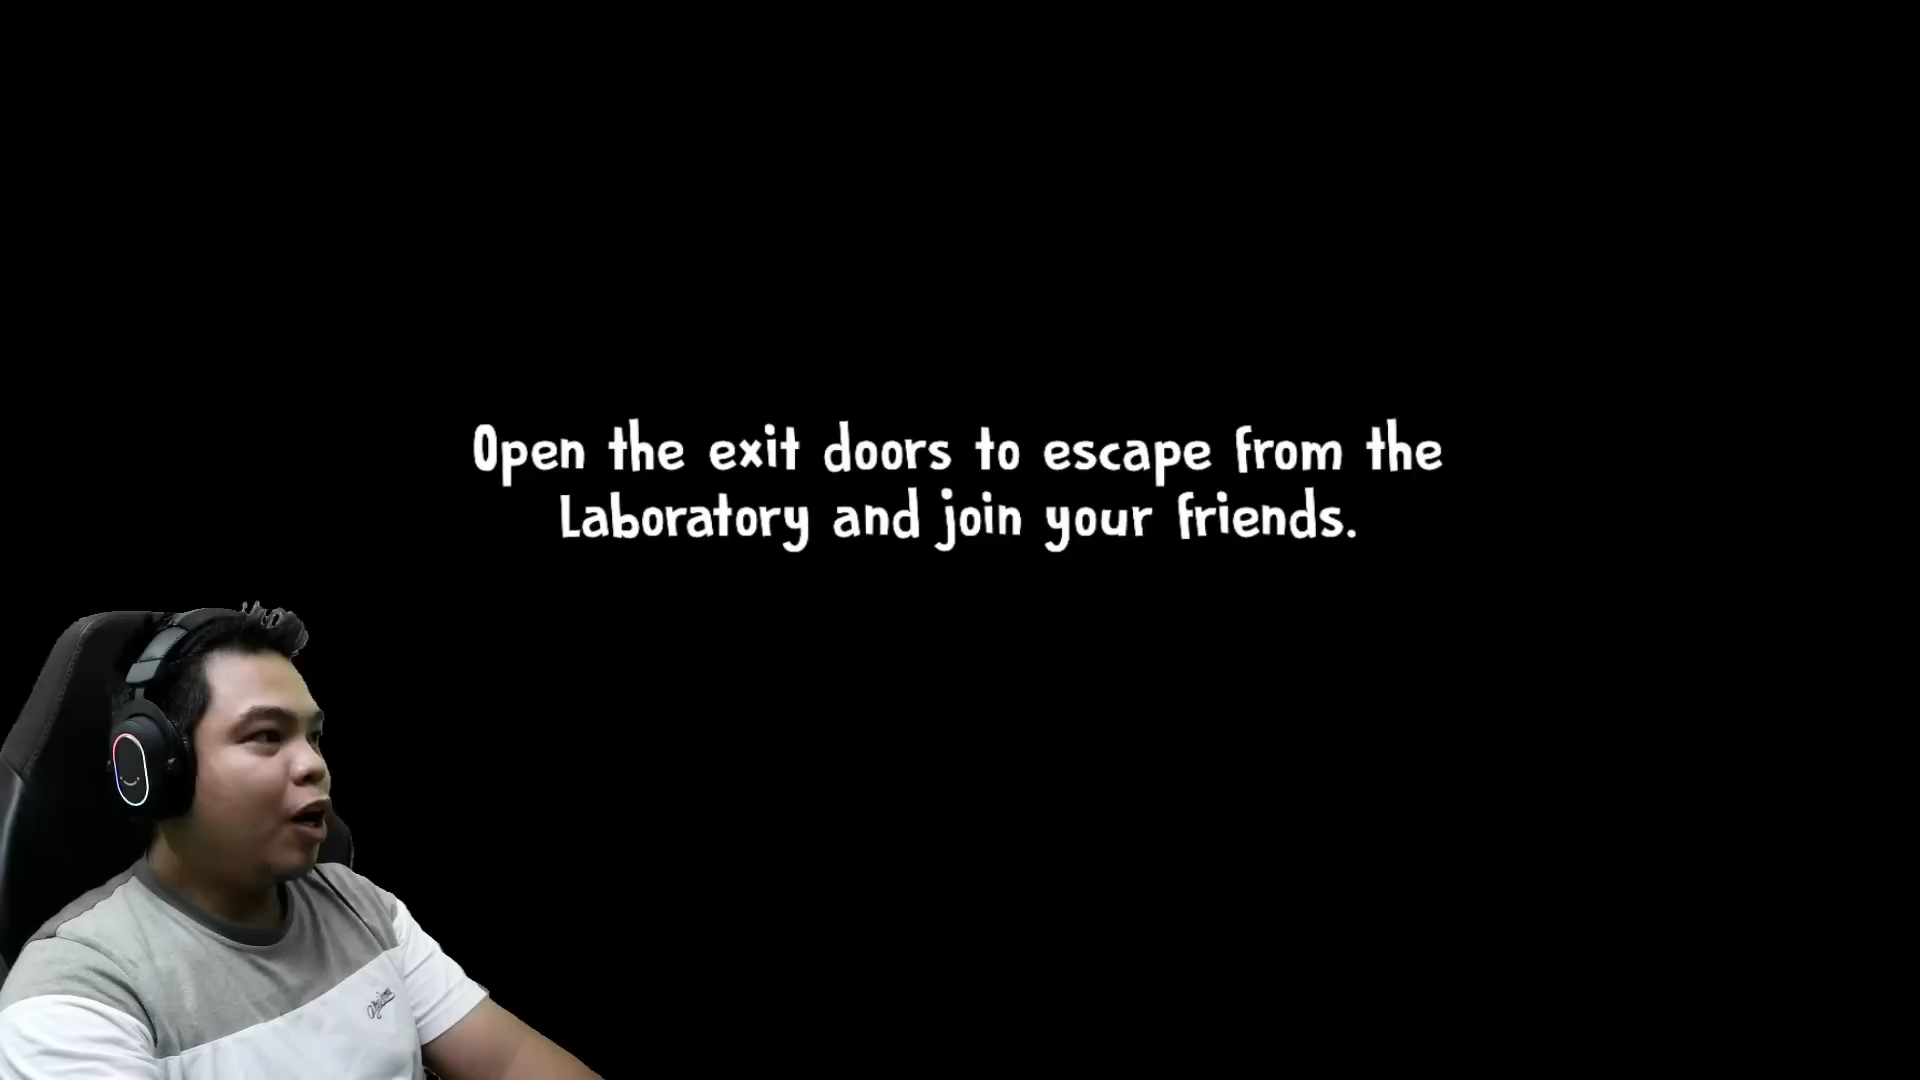 Open the exit doors to escape from the
Laboratory and join your friends.